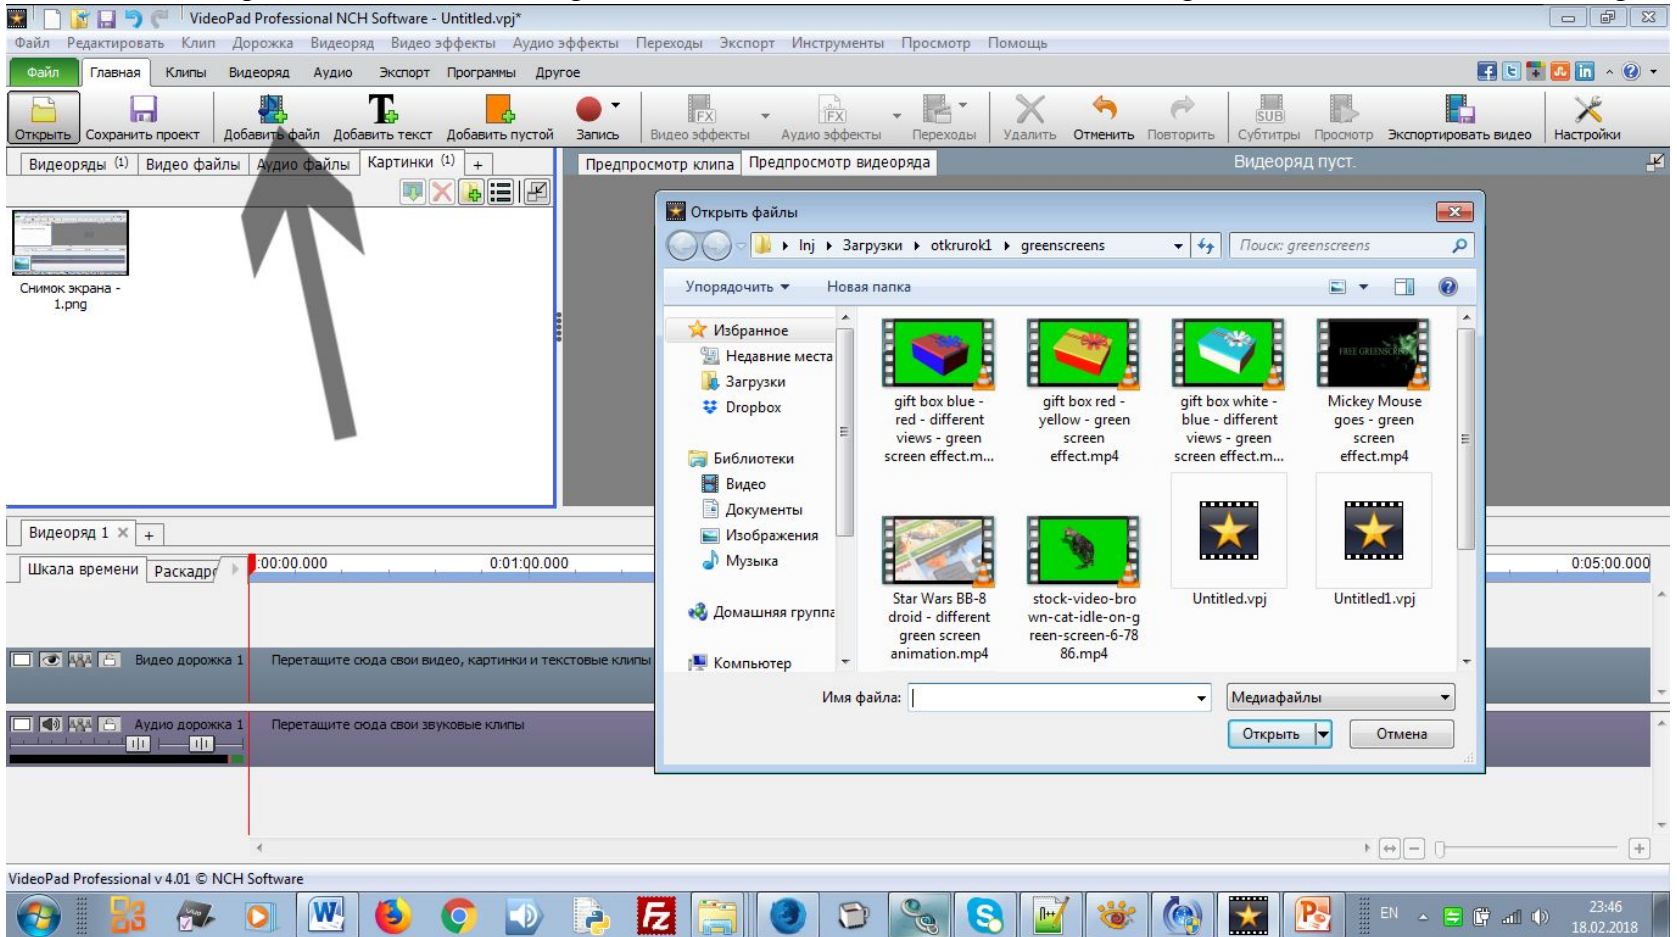 VideoPad Professional NCH Software - Untitled.vpj*
Файл Редактировать Клип Дорожка Видеоряд Видео эффекты Аудио эффекты Переходы Экспорт Инструменты Просмотр Помощь
Файл Главная Клипы Видеоряд Аудио Экспорт Программы Другое
Открыть Сохранить проект Добавить файл Добавить текст Добавить пустой Запись Видео эффекты Аудио эффекты Переходы Удалить Отменить Повторить Субтитры Просмотр Экспортировать видео Настройки
Видеоряды (1) Видео файлы Аудио файлы Картинки (1) +
Предпросмотр клипа Предпросмотр видеоряда Видеоряд пуст.
Снимок экрана -
1.png
Открыть файлы
Inj Загрузки otkrurok1 greenscreens Поиск: greenscreens
Упорядочить Новая папка
Избранное
Недавние места
Загрузки
Dropbox
Библиотеки
Видео
Документы
Изображения
Музыка
Домашняя группа
Компьютер
FREE GREENSCREEN
gift box blue -
red - different
views - green
screen effect.m...
gift box red -
yellow - green
screen
effect.mp4
gift box white -
blue - different
views - green
screen effect.m...
Mickey Mouse
goes - green
screen
effect.mp4
Star Wars BB-8
droid - different
green screen
animation.mp4
stock-video-bro
wn-cat-idle-on-g
reen-screen-6-78
86.mp4
Untitled.vpj
Untitled1.vpj
Имя файла: Медиафайлы
Открыть Отмена
Видеоряд 1 × +
Шкала времени Раскадро
:00:00.000 0:01:00.000 0:05:00.000
Видео дорожка 1 Перетащите сюда свои видео, картинки и текстовые клипы
Аудио дорожка 1 Перетащите сюда свои звуковые клипы
VideoPad Professional v 4.01 © NCH Software
EN 23:46
18.02.2018